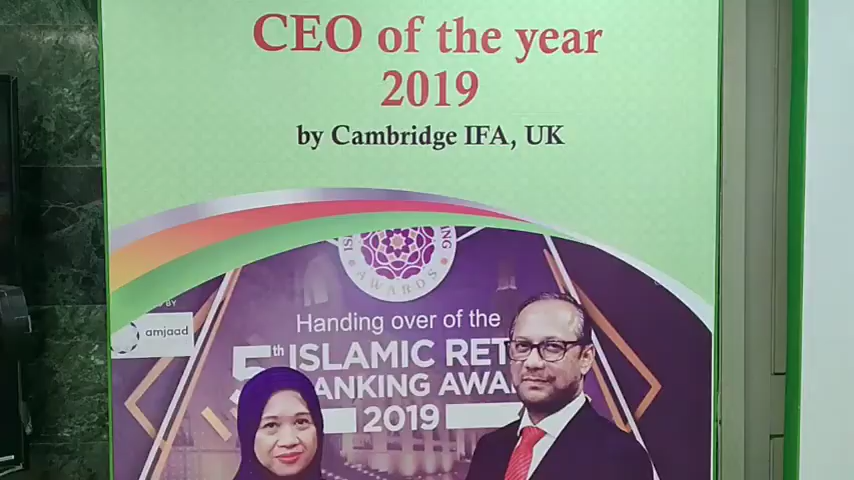 CEO of the year
2019
by Cambridge IFA, UK
AWARDS
BY
amjaad
Handing over of the
5th ISLAMIC RET
BANKING AWA
2019